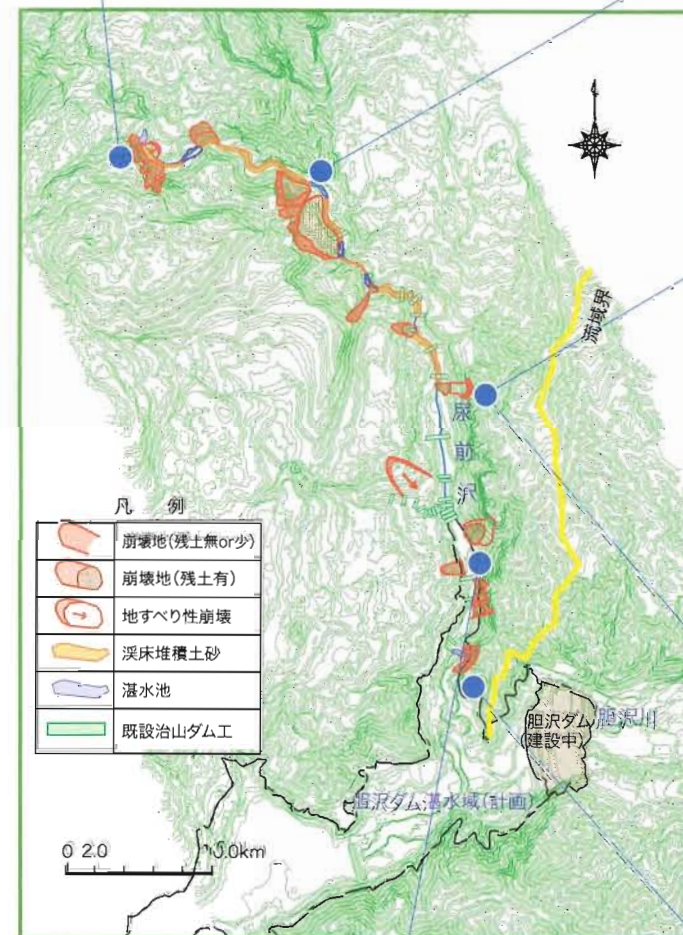 流域界
尿前沢
凡例
崩壊地(残土無or少)
崩壊地(残土有)
地すべり性崩壊
渓床堆積土砂
湛水池
既設治山ダム工
胆沢ダム
(建設中)
胆沢川
胆沢ダム湛水域(計画)
0 2.0